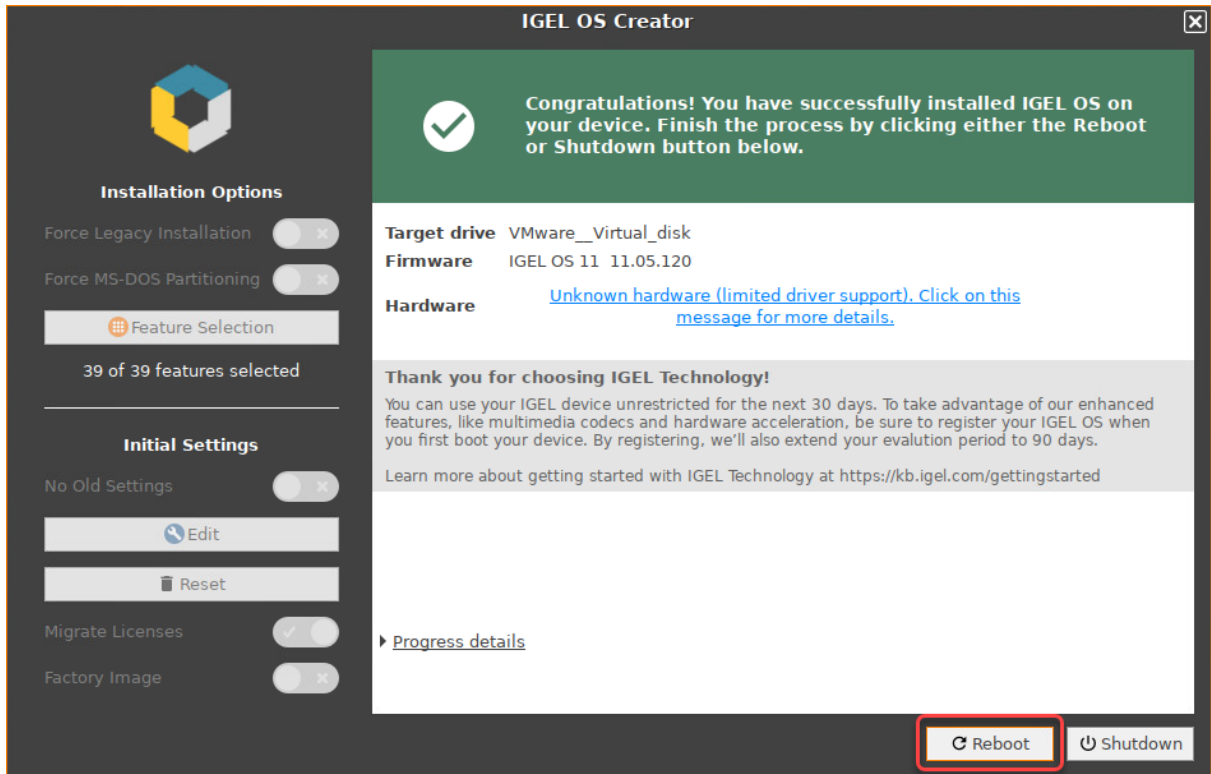 IGEL OS Creator
Installation Options
Force Legacy Installation
Force MS-DOS Partitioning
Feature Selection
39 of 39 features selected
Initial Settings
No Old Settings
Edit
Reset
Migrate Licenses
Factory Image
Congratulations! You have successfully installed IGEL OS on
your device. Finish the process by clicking either the Reboot
or Shutdown button below.
Target drive VMware__Virtual_disk
Firmware IGEL OS 11 11.05.120
Hardware Unknown hardware (limited driver support). Click on this
message for more details.
Thank you for choosing IGEL Technology!
You can use your IGEL device unrestricted for the next 30 days. To take advantage of our enhanced
features, like multimedia codecs and hardware acceleration, be sure to register your IGEL OS when
you first boot your device. By registering, we’ll also extend your evalution period to 90 days.
Learn more about getting started with IGEL Technology at https://kb.igel.com/gettingstarted
Progress details
Reboot
Shutdown